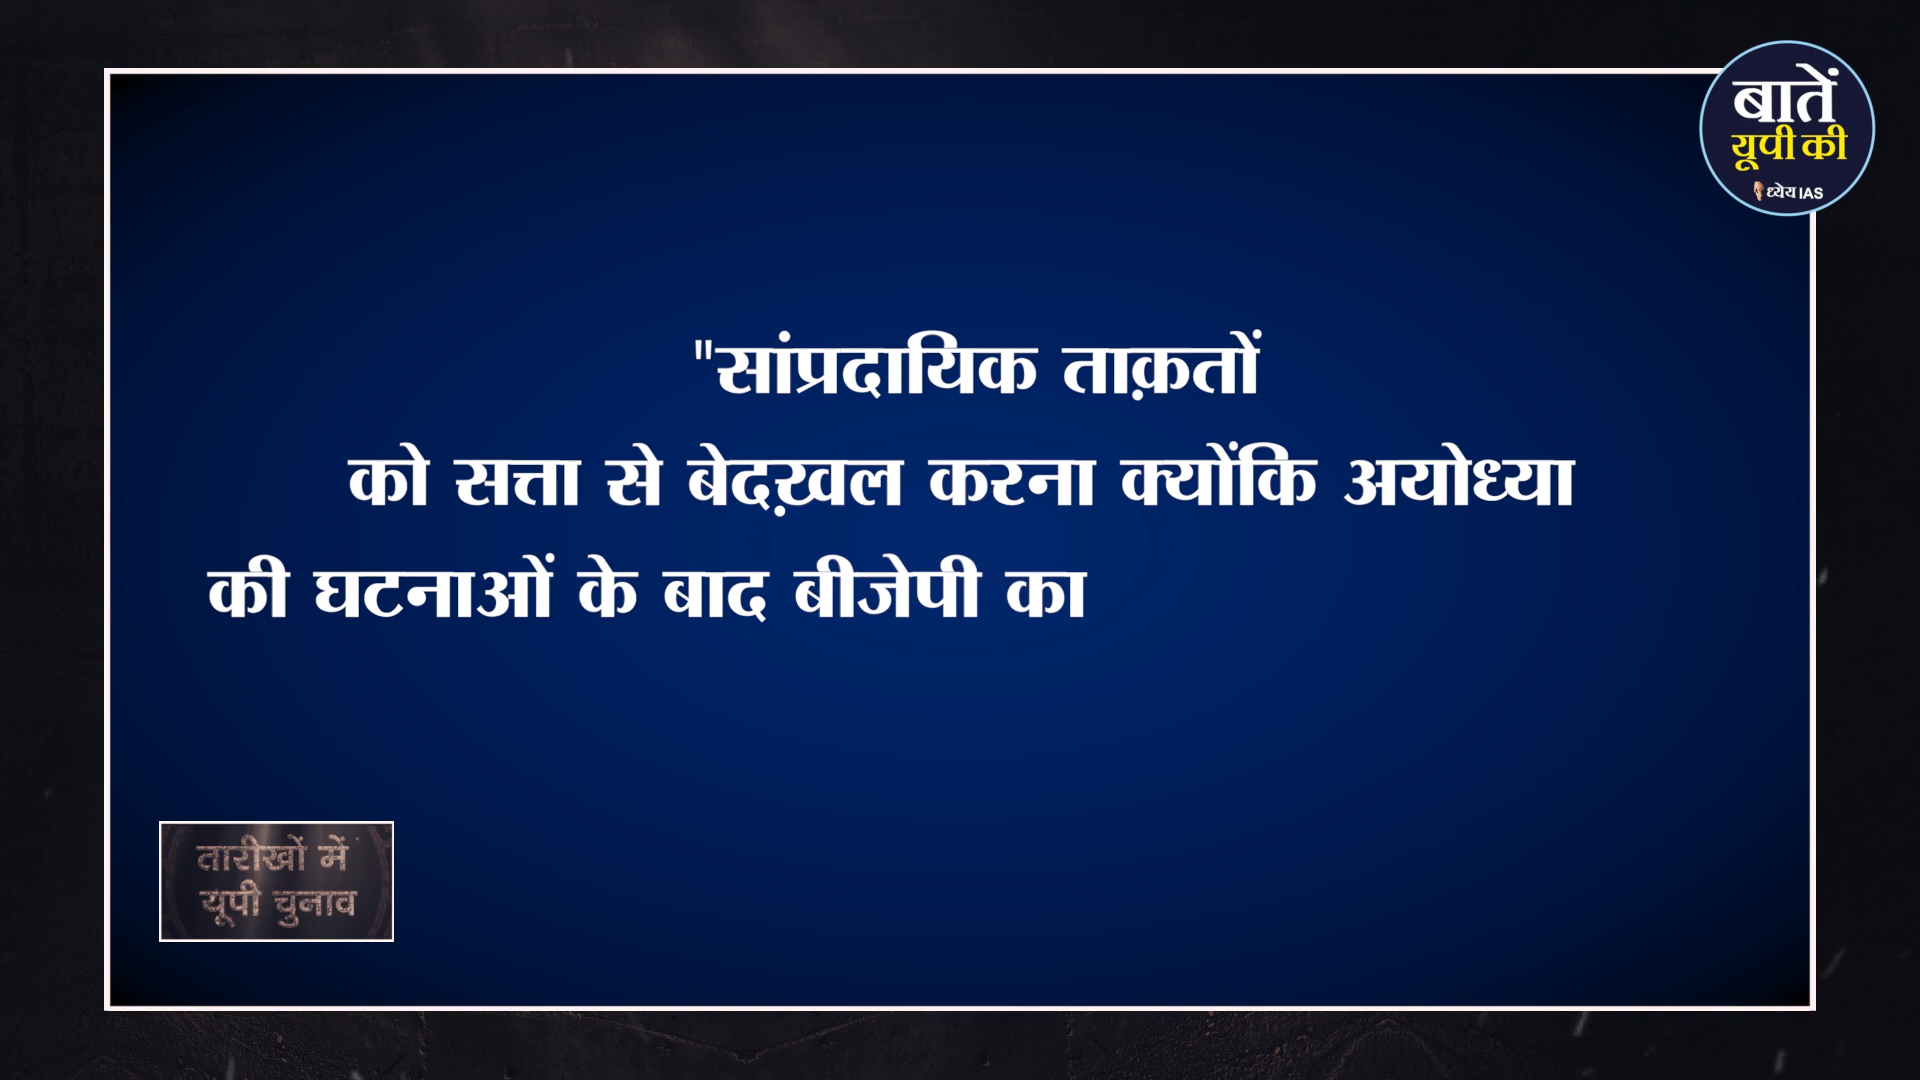 बातें
यूपी की
ध्येय IAS
"सांप्रदायिक ताक़तों
को सत्ता से बेदख़ल करना क्योंकि अयोध्या
की घटनाओं के बाद बीजेपी का
तारीखों में
यूपी चुनाव